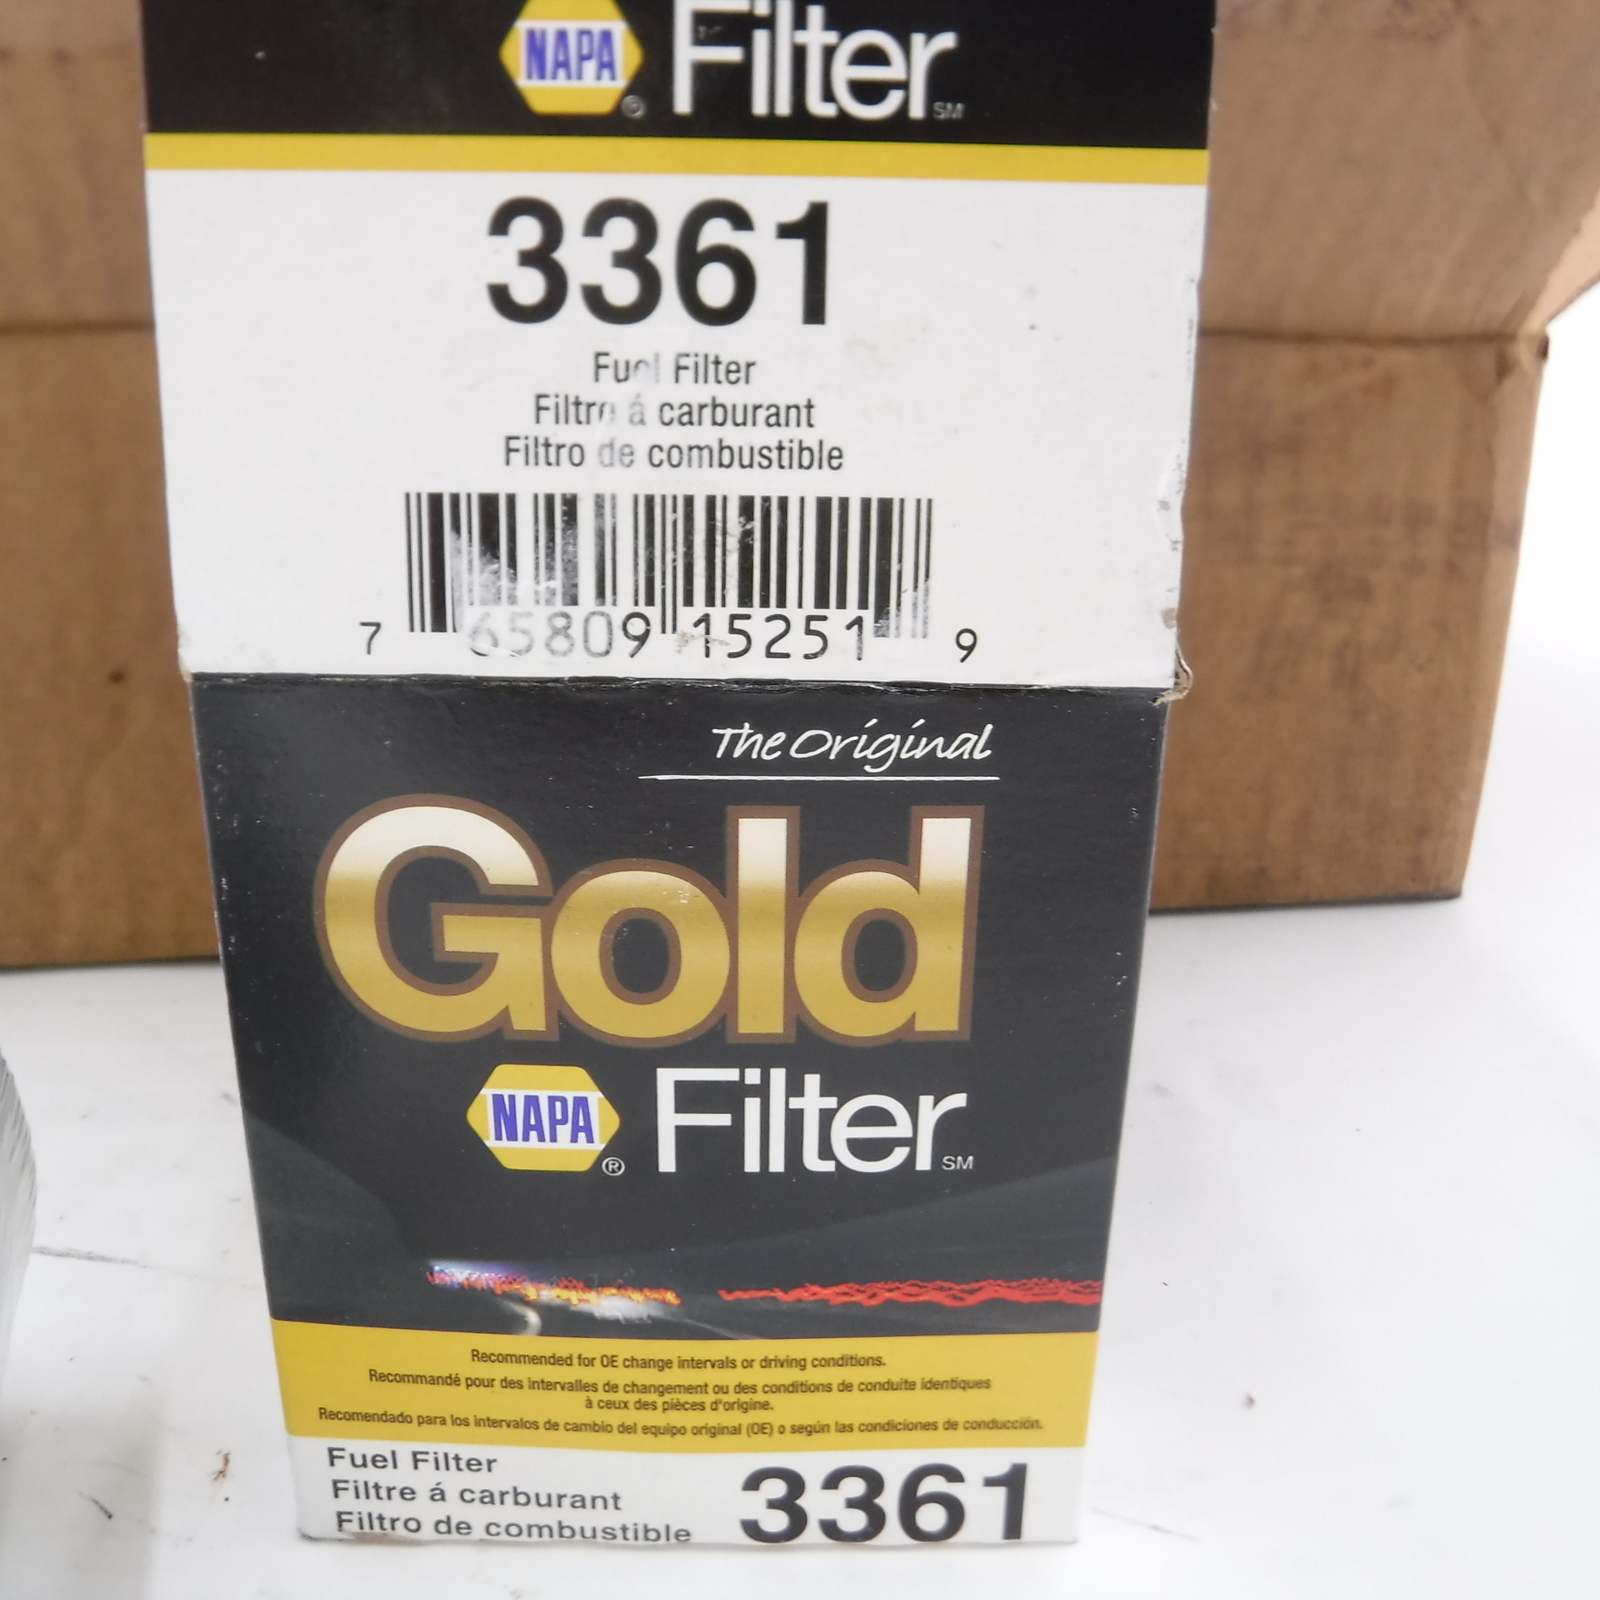 NAPA® Filter SM
3361
Fuel Filter
Filtre á carburant
Filtro de combustible
7 65809 15251 9
The Original
Gold
NAPA® Filter SM
Recommended for OE change intervals or driving conditions.
Recommandé pour des intervalles de changement ou des conditions de conduite identiques
à ceux des pièces d'origine.
Recomendado para los intervalos de cambio del equipo original (OE) o según las condiciones de conducción.
Fuel Filter
Filtre á carburant
Filtro de combustible
3361